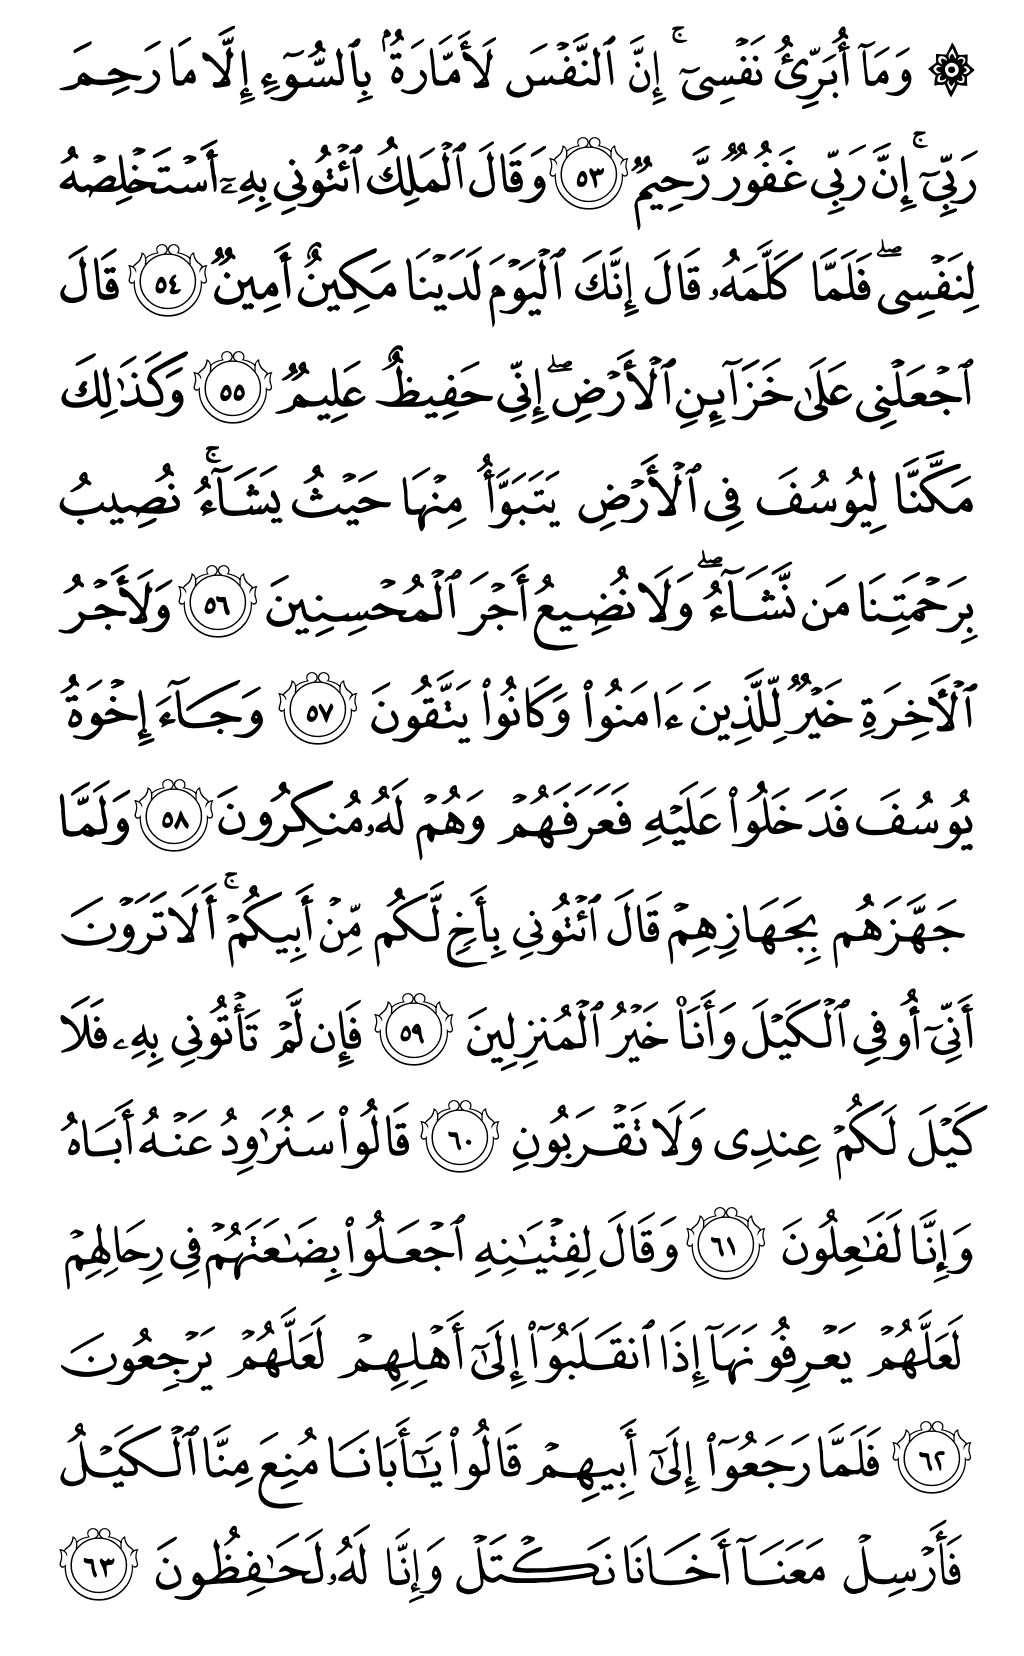 ۞ وَمَآ أُبَرِّئُ نَفْسِىٓ ۚ إِنَّ ٱلنَّفْسَ لَأَمَّارَةٌۢ بِٱلسُّوٓءِ إِلَّا مَا رَحِمَ
رَبِّىٓ ۚ إِنَّ رَبِّى غَفُورٌ رَّحِيمٌ ٥٣ وَقَالَ ٱلْمَلِكُ ٱئْتُونِى بِهِۦٓ أَسْتَخْلِصْهُ
لِنَفْسِى ۖ فَلَمَّا كَلَّمَهُۥ قَالَ إِنَّكَ ٱلْيَوْمَ لَدَيْنَا مَكِينٌ أَمِينٌ ٥٤ قَالَ
ٱجْعَلْنِى عَلَىٰ خَزَآئِنِ ٱلْأَرْضِ ۖ إِنِّى حَفِيظٌ عَلِيمٌ ٥٥ وَكَذَٰلِكَ
مَكَّنَّا لِيُوسُفَ فِى ٱلْأَرْضِ يَتَبَوَّأُ مِنْهَا حَيْثُ يَشَآءُ ۚ نُصِيبُ
بِرَحْمَتِنَا مَن نَّشَآءُ ۖ وَلَا نُضِيعُ أَجْرَ ٱلْمُحْسِنِينَ ٥٦ وَلَأَجْرُ
ٱلْـَٔاخِرَةِ خَيْرٌ لِّلَّذِينَ ءَامَنُوا۟ وَكَانُوا۟ يَتَّقُونَ ٥٧ وَجَآءَ إِخْوَةُ
يُوسُفَ فَدَخَلُوا۟ عَلَيْهِ فَعَرَفَهُمْ وَهُمْ لَهُۥ مُنكِرُونَ ٥٨ وَلَمَّا
جَهَّزَهُم بِجَهَازِهِمْ قَالَ ٱئْتُونِى بِأَخٍ لَّكُم مِّنْ أَبِيكُمْ ۚ أَلَا تَرَوْنَ
أَنِّىٓ أُوفِى ٱلْكَيْلَ وَأَنَا۠ خَيْرُ ٱلْمُنزِلِينَ ٥٩ فَإِن لَّمْ تَأْتُونِى بِهِۦ فَلَا
كَيْلَ لَكُمْ عِندِى وَلَا تَقْرَبُونِ ٦٠ قَالُوا۟ سَنُرَٰوِدُ عَنْهُ أَبَاهُ
وَإِنَّا لَفَـٰعِلُونَ ٦١ وَقَالَ لِفِتْيَـٰنِهِ ٱجْعَلُوا۟ بِضَـٰعَتَهُمْ فِى رِحَالِهِمْ
لَعَلَّهُمْ يَعْرِفُونَهَآ إِذَا ٱنقَلَبُوٓا۟ إِلَىٰٓ أَهْلِهِمْ لَعَلَّهُمْ يَرْجِعُونَ
٦٢ فَلَمَّا رَجَعُوٓا۟ إِلَىٰٓ أَبِيهِمْ قَالُوا۟ يَـٰٓأَبَانَا مُنِعَ مِنَّا ٱلْكَيْلُ
فَأَرْسِلْ مَعَنَآ أَخَانَا نَكْتَلْ وَإِنَّا لَهُۥ لَحَـٰفِظُونَ ٦٣